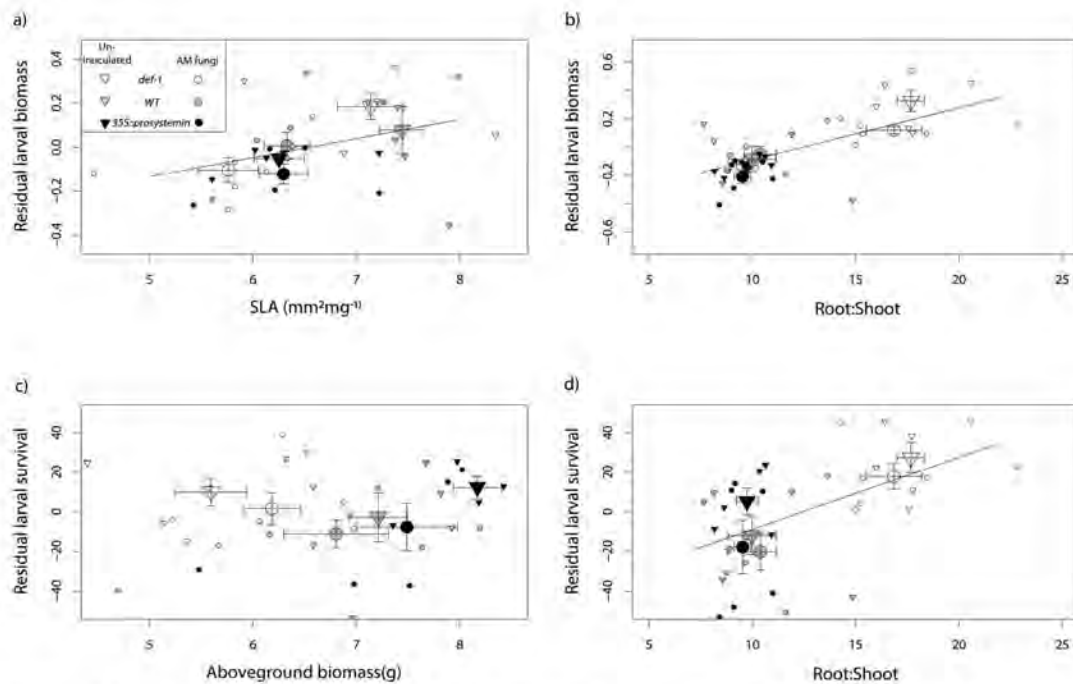 a)
Un-
inoculated
AM fungi
def-1
WT
35S::prosystemin
Residual larval biomass
0.4
0.2
0.0
−0.2
−0.4
5
6
7
8
SLA (mm²mg⁻¹)
b)
Residual larval biomass
0.6
0.2
−0.2
−0.6
5
10
15
20
25
Root:Shoot
c)
Residual larval survival
40
20
0
−20
−40
5
6
7
8
Aboveground biomass(g)
d)
Residual larval survival
40
20
0
−20
−40
5
10
15
20
25
Root:Shoot